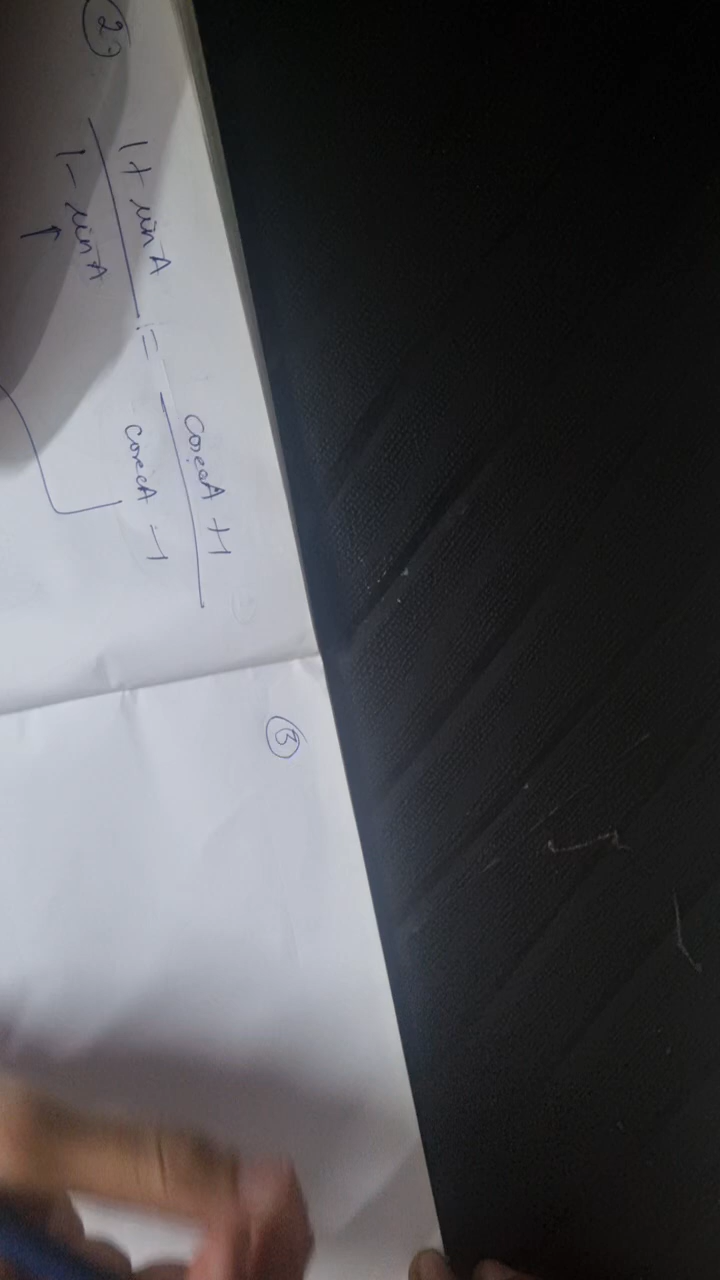 2.
1 + sinA / 1 - sinA = cosecA + 1 / cosecA - 1
3